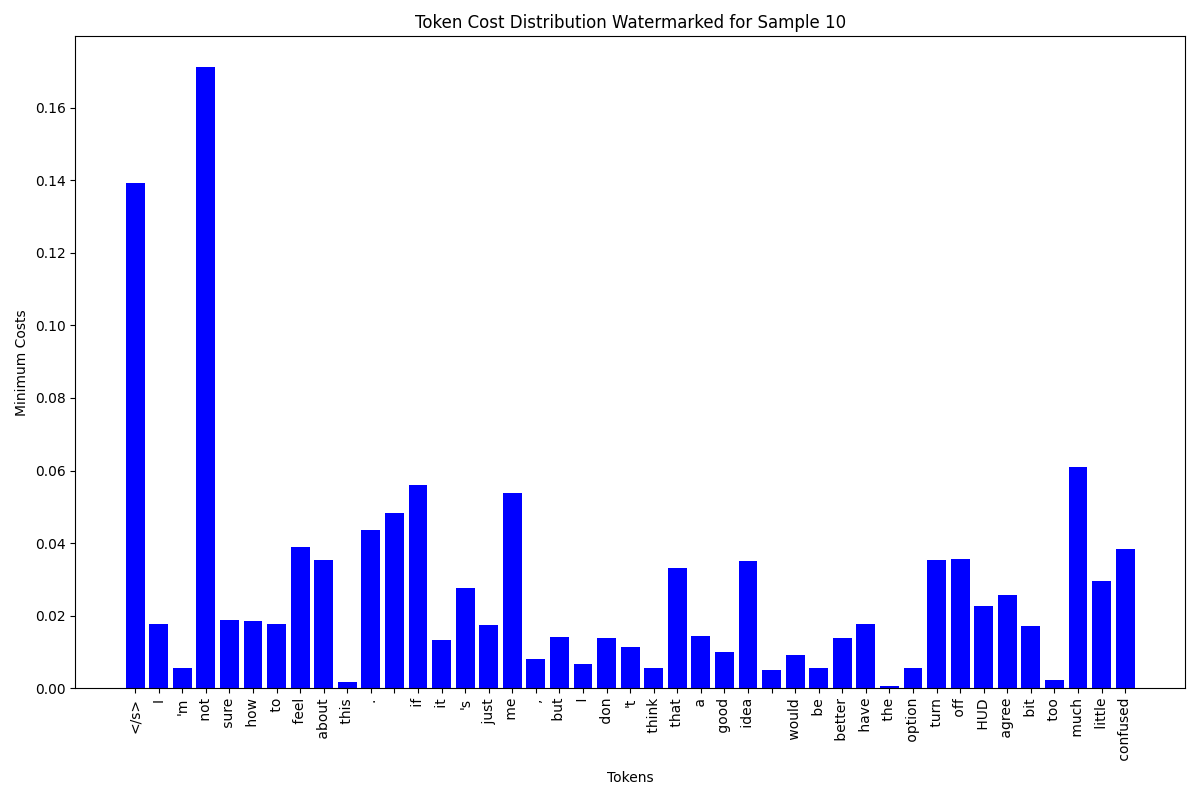 Token Cost Distribution Watermarked for Sample 10
Minimum Costs
0.16
0.14
0.12
0.10
0.08
0.06
0.04
0.02
0.00
</s>
I
'm
not
sure
how
to
feel
about
this
.
if
it
's
just
me
,
but
I
don
't
think
that
a
good
idea
would
be
better
have
the
option
turn
off
HUD
agree
bit
too
much
little
confused
Tokens